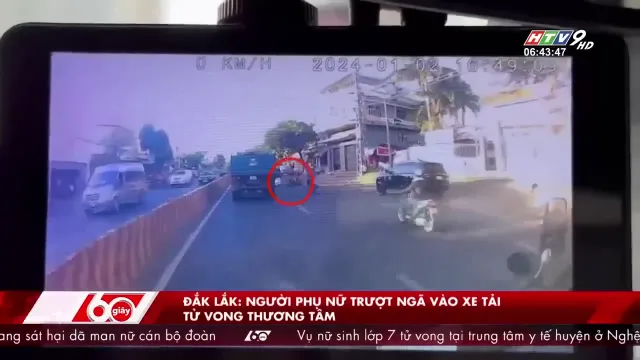 0 KM/H 2024-01-02
HTV9 HD
06:43:47
60 giây
ĐẮK LẮK: NGƯỜI PHỤ NỮ TRƯỢT NGÃ VÀO XE TẢI
TỬ VONG THƯƠNG TÂM
ang sát hại dã man nữ cán bộ đoàn Vụ nữ sinh lớp 7 tử vong tại trung tâm y tế huyện ở Nghệ